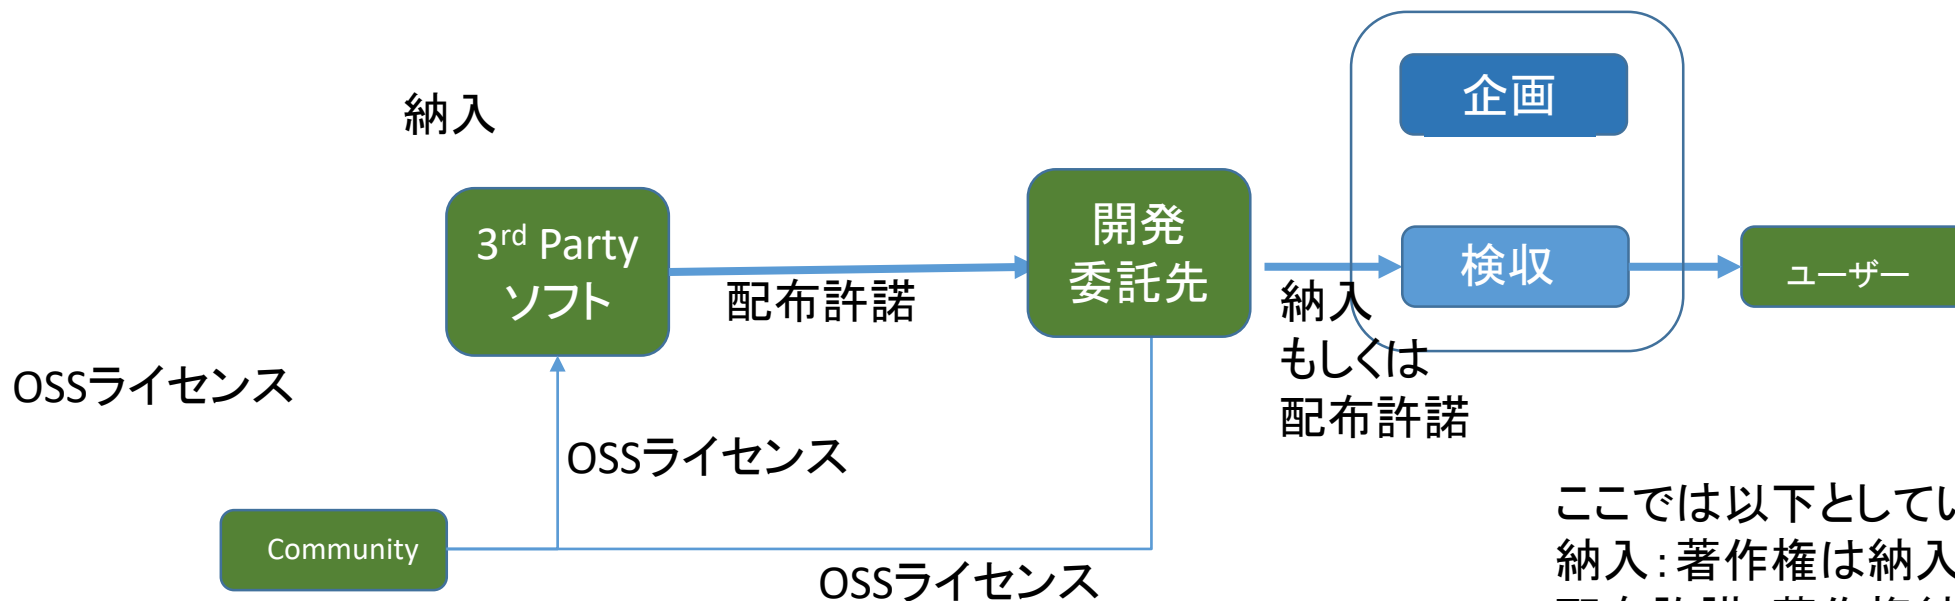 企画
納入
3rd Party
ソフト
開発
委託先
検収
ユーザー
配布許諾
納入
もしくは
配布許諾
OSSライセンス
OSSライセンス
Community
OSSライセンス
ここでは以下として
納入：著作権は納入